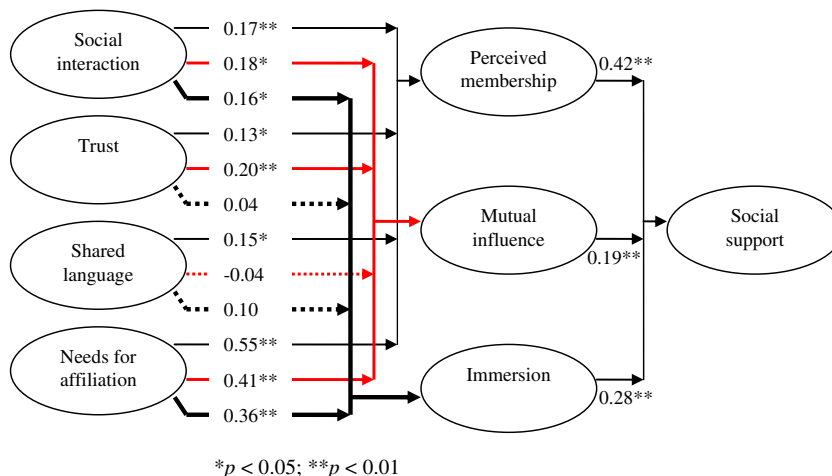 Social
interaction
0.17**
0.18*
0.16*
Trust
0.13*
0.20**
0.04
Shared
language
0.15*
-0.04
0.10
Needs for
affiliation
0.55**
0.41**
0.36**
Perceived
membership
0.42**
Mutual
influence
0.19**
Immersion
0.28**
Social
support
*p < 0.05; **p < 0.01